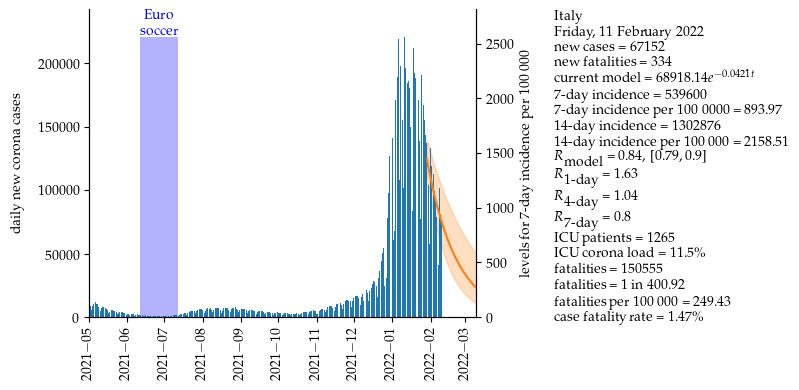 Euro
soccer
daily new corona cases
200000
150000
100000
50000
0
2500
2000
1500
1000
500
0
levels for 7-day incidence per 100 000
2021−05
2021−06
2021−07
2021−08
2021−09
2021−10
2021−11
2021−12
2022−01
2022−02
2022−03
Italy
Friday, 11 February 2022
new cases = 67152
new fatalities = 334
current model = 68918.14e^{−0.0421t}
7-day incidence = 539600
7-day incidence per 100 0000 = 893.97
14-day incidence = 1302876
14-day incidence per 100 000 = 2158.51
R_model = 0.84, [0.79, 0.9]
R_1-day = 1.63
R_4-day = 1.04
R_7-day = 0.8
ICU patients = 1265
ICU corona load = 11.5%
fatalities = 150555
fatalities = 1 in 400.92
fatalities per 100 000 = 249.43
case fatality rate = 1.47%